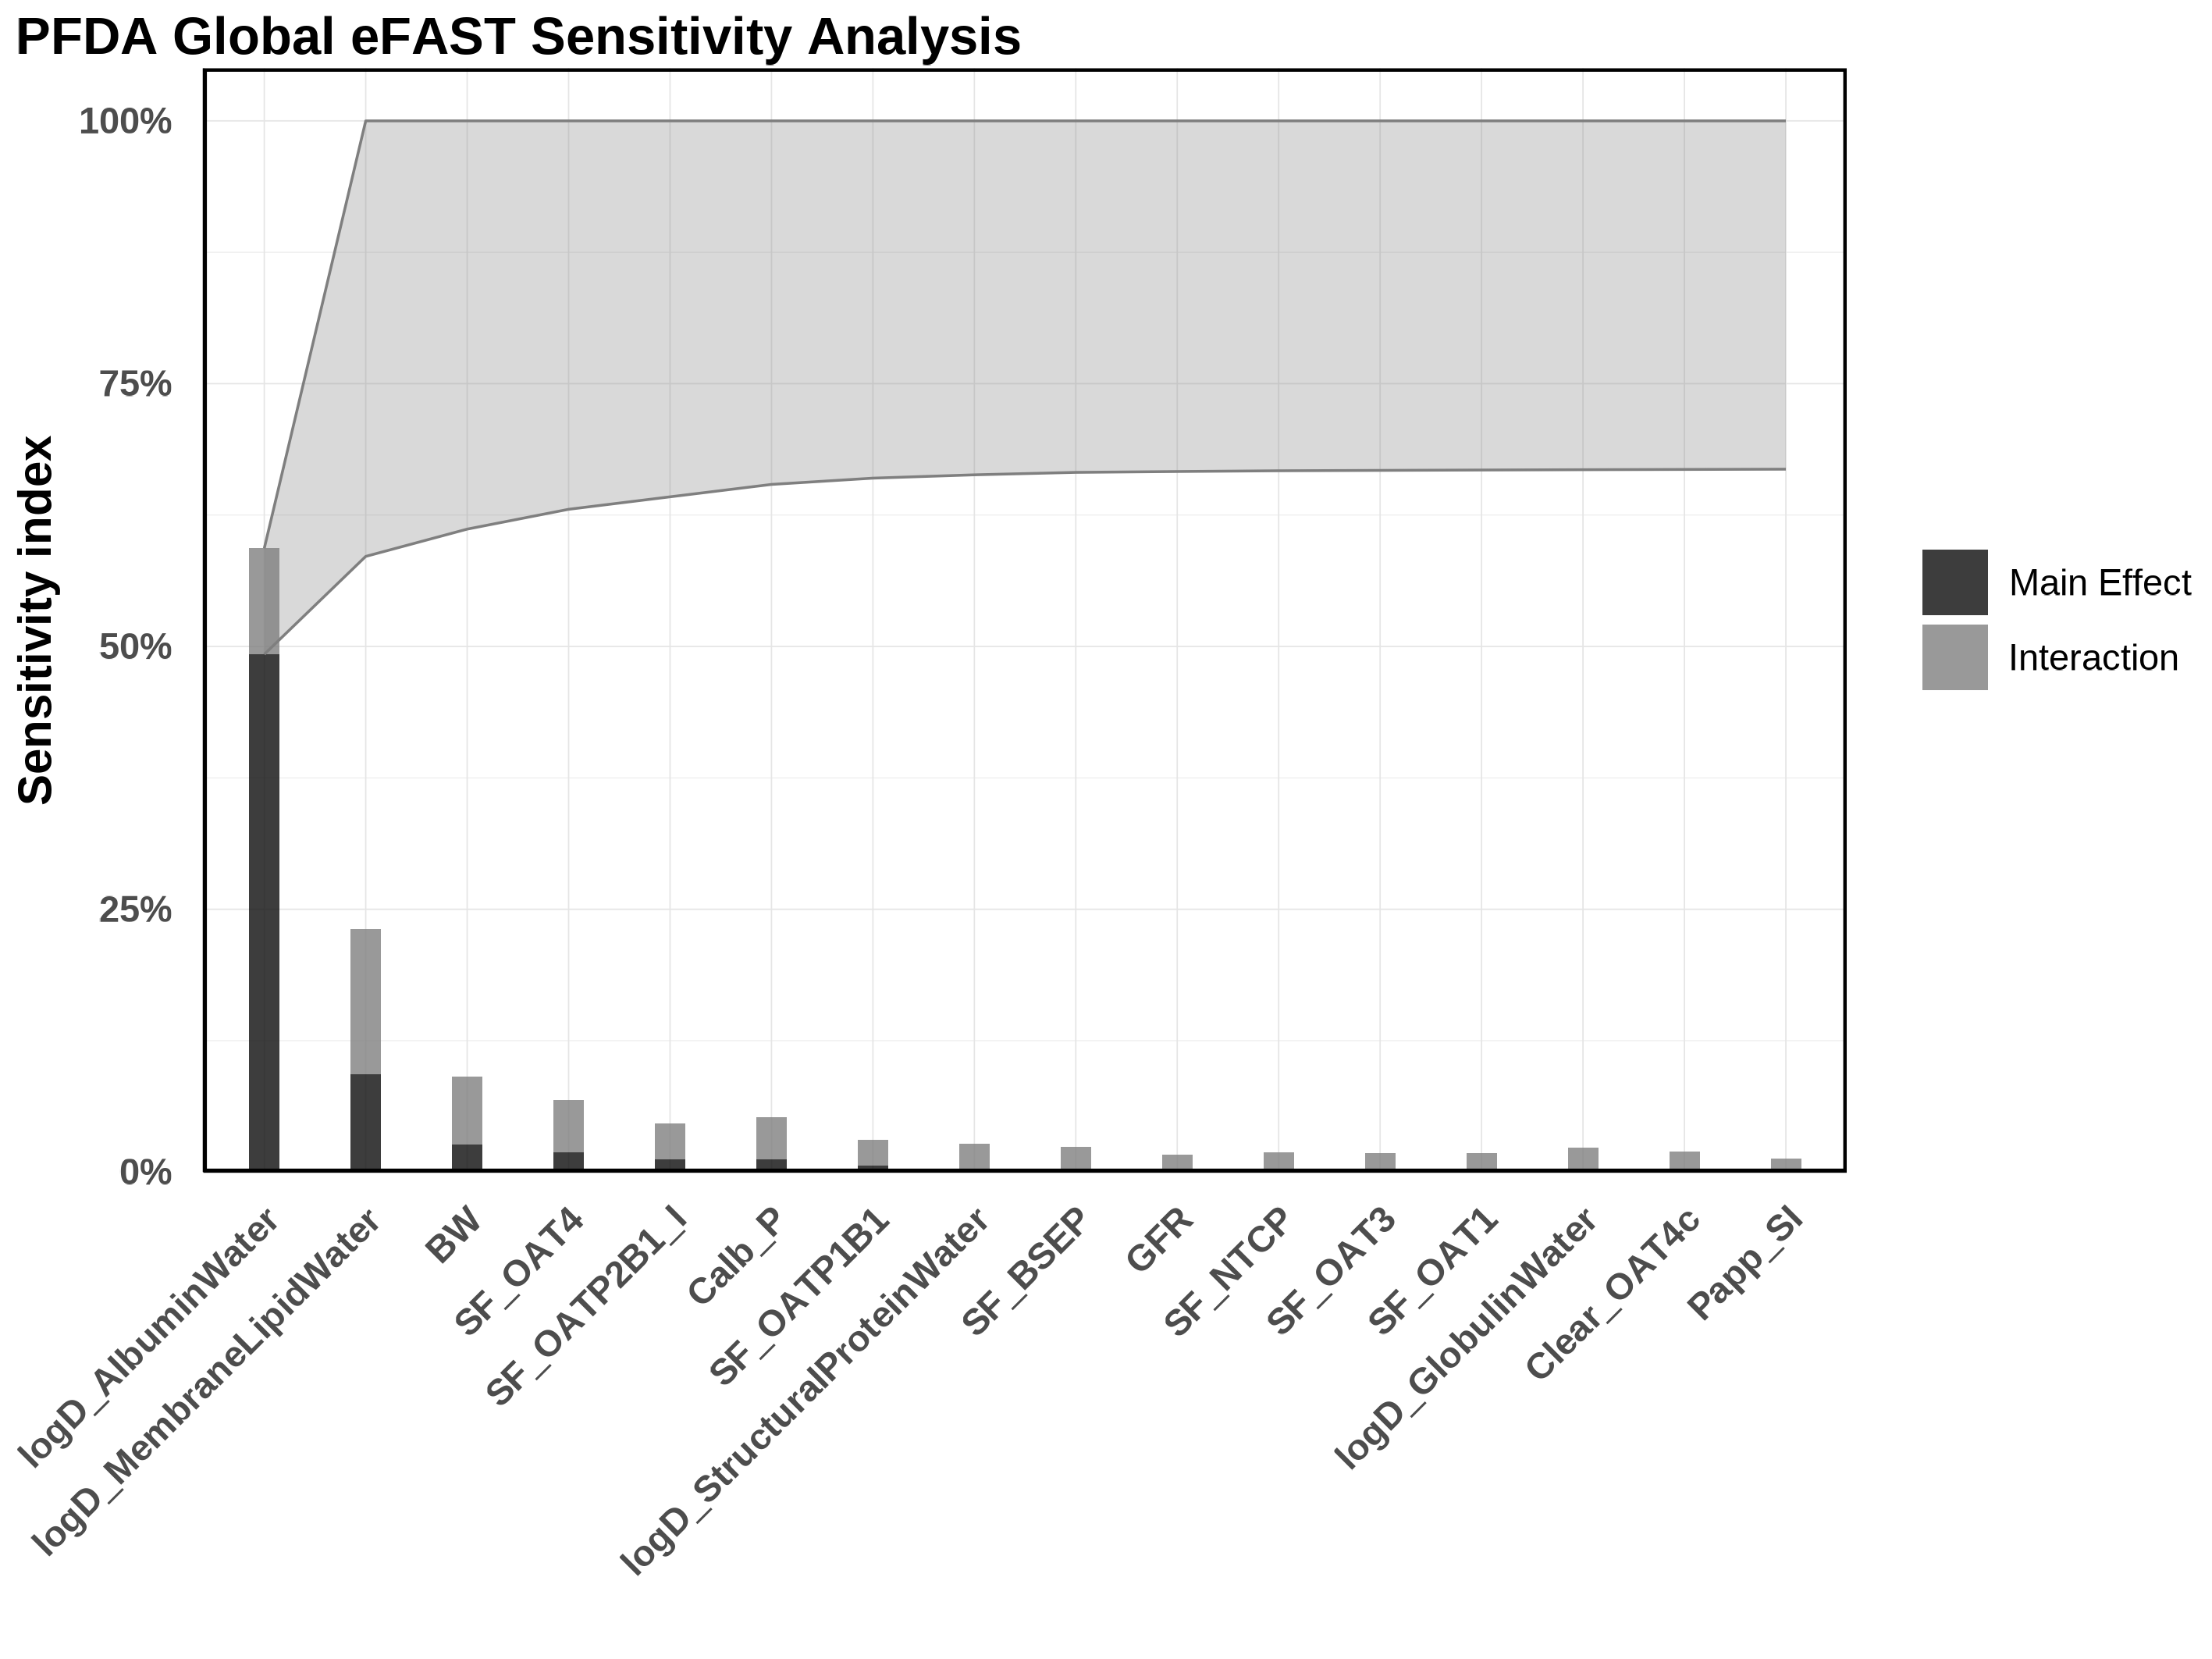 PFDA Global eFAST Sensitivity Analysis
Sensitivity index
100%
75%
50%
25%
0%
logD_AlbuminWater
logD_MembraneLipidWater
BW
SF_OAT4
SF_OATP2B1_I
Calb_P
SF_OATP1B1
logD_StructuralProteinWater
SF_BSEP
GFR
SF_NTCP
SF_OAT3
SF_OAT1
logD_GlobulinWater
Clear_OAT4c
Papp_SI
Main Effect
Interaction